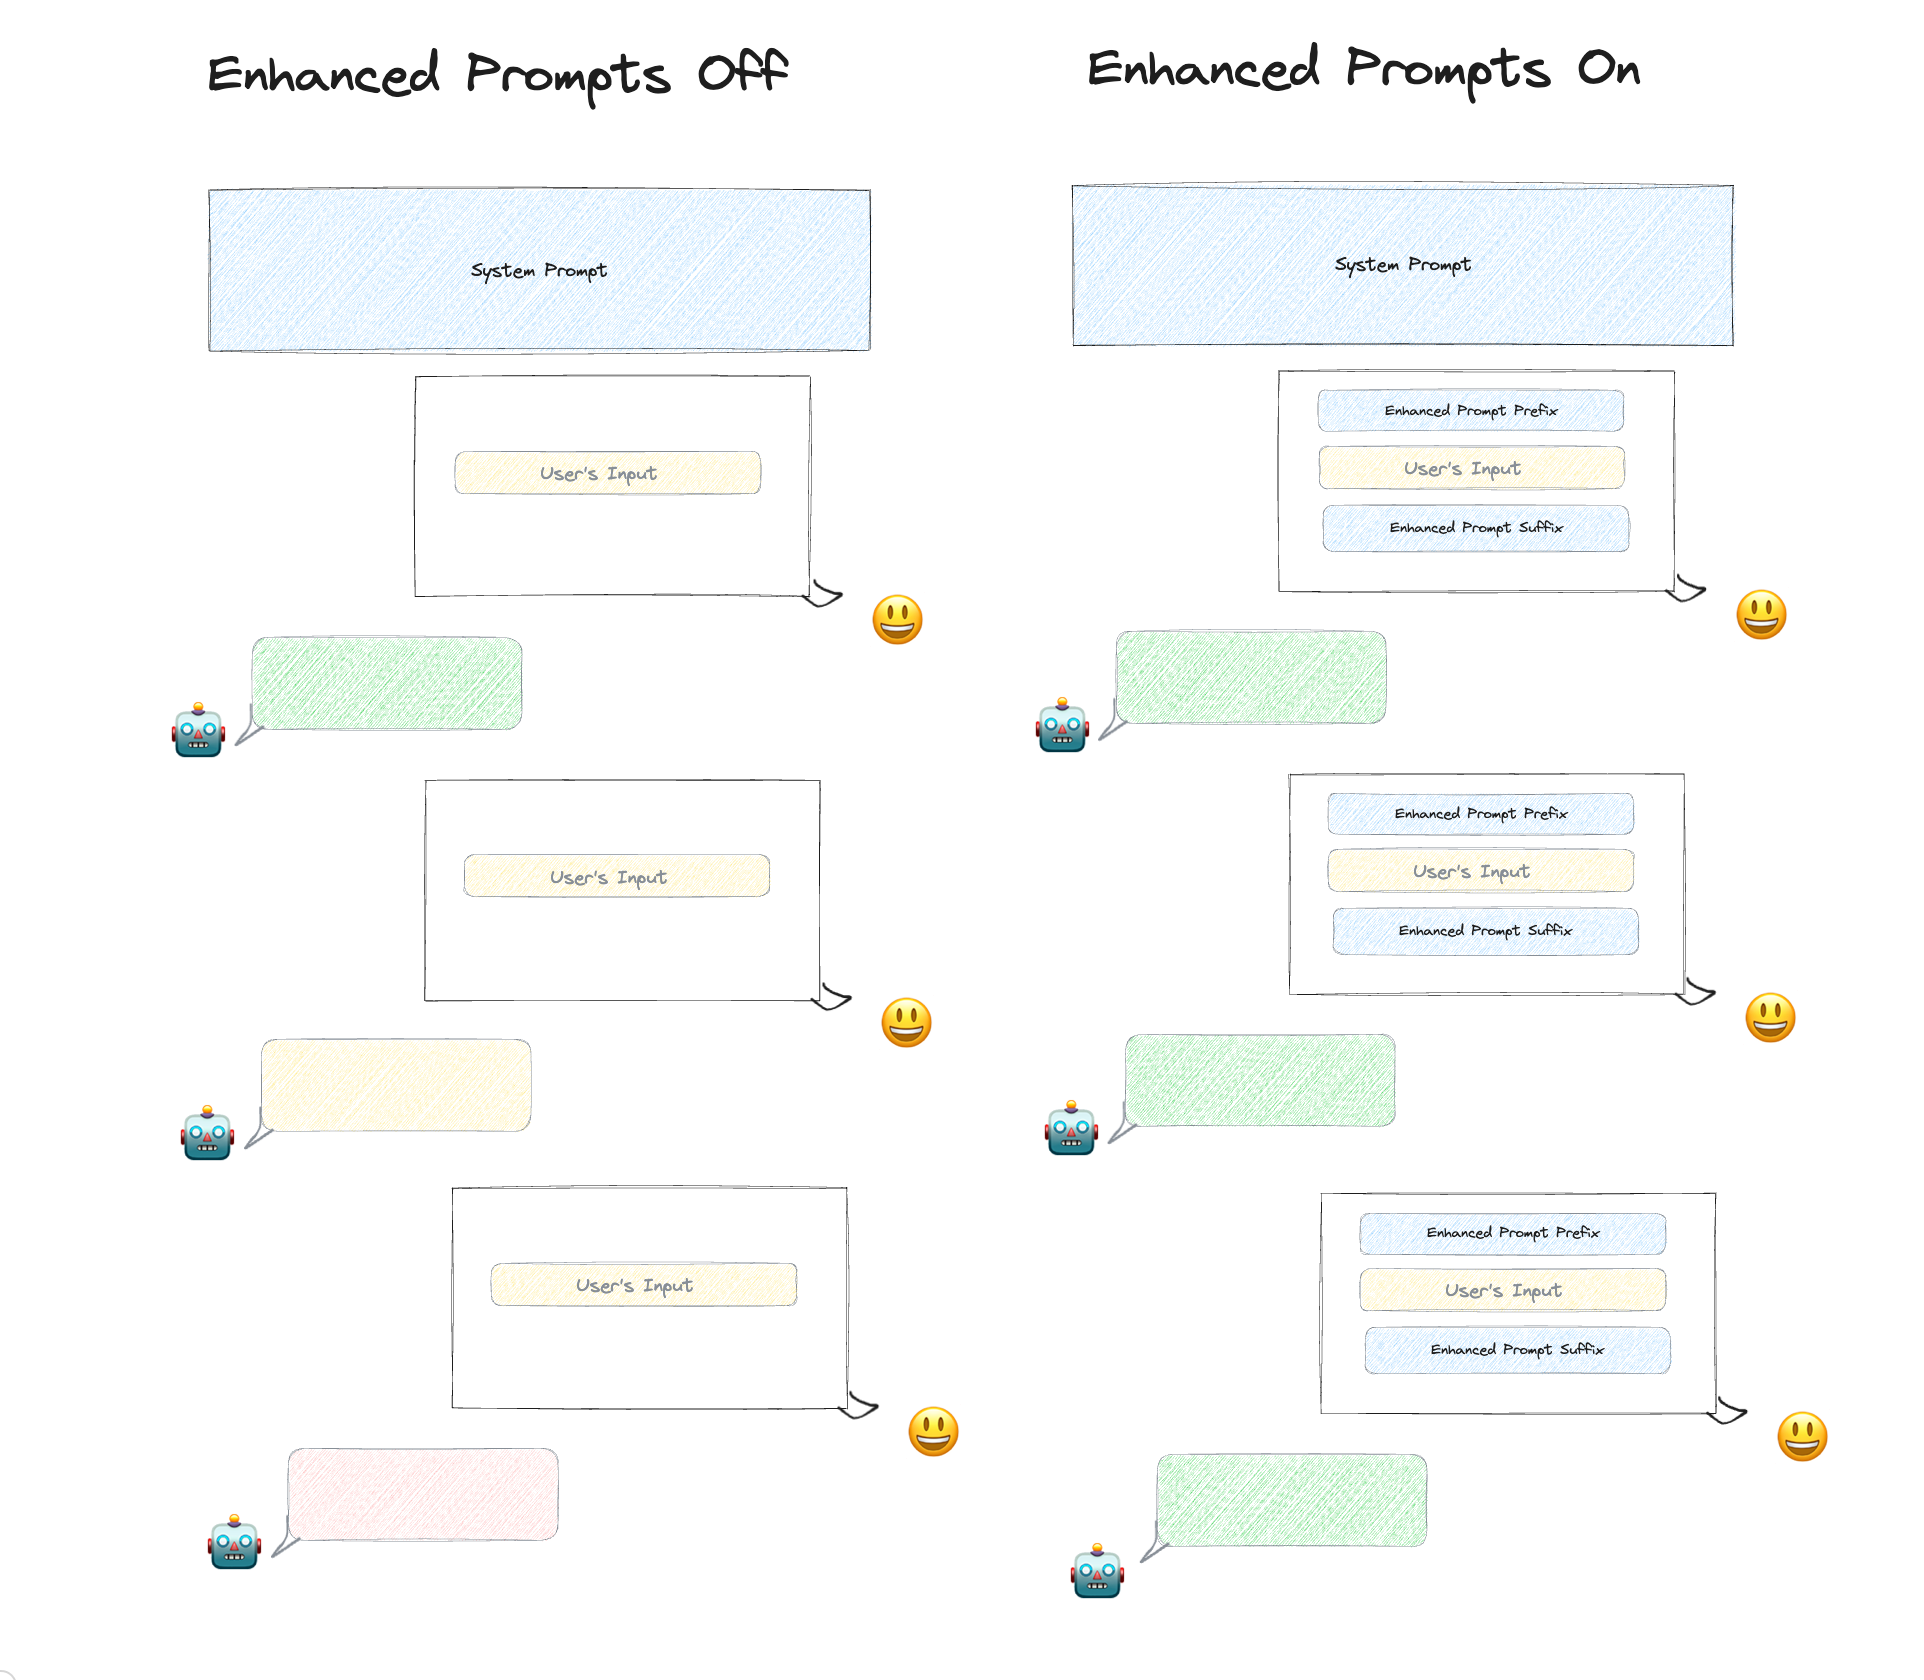 Enhanced Prompts Off
System Prompt
User's Input
User's Input
User's Input
Enhanced Prompts On
System Prompt
Enhanced Prompt Prefix
User's Input
Enhanced Prompt Suffix
Enhanced Prompt Prefix
User's Input
Enhanced Prompt Suffix
Enhanced Prompt Prefix
User's Input
Enhanced Prompt Suffix